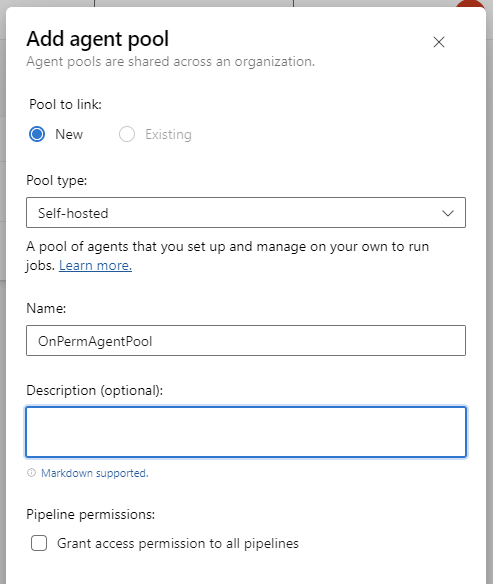 Add agent pool
Agent pools are shared across an organization.
Pool to link:
New
Existing
Pool type:
Self-hosted
A pool of agents that you set up and manage on your own to run
jobs. Learn more.
Name:
OnPermAgentPool
Description (optional):
Markdown supported.
Pipeline permissions:
Grant access permission to all pipelines